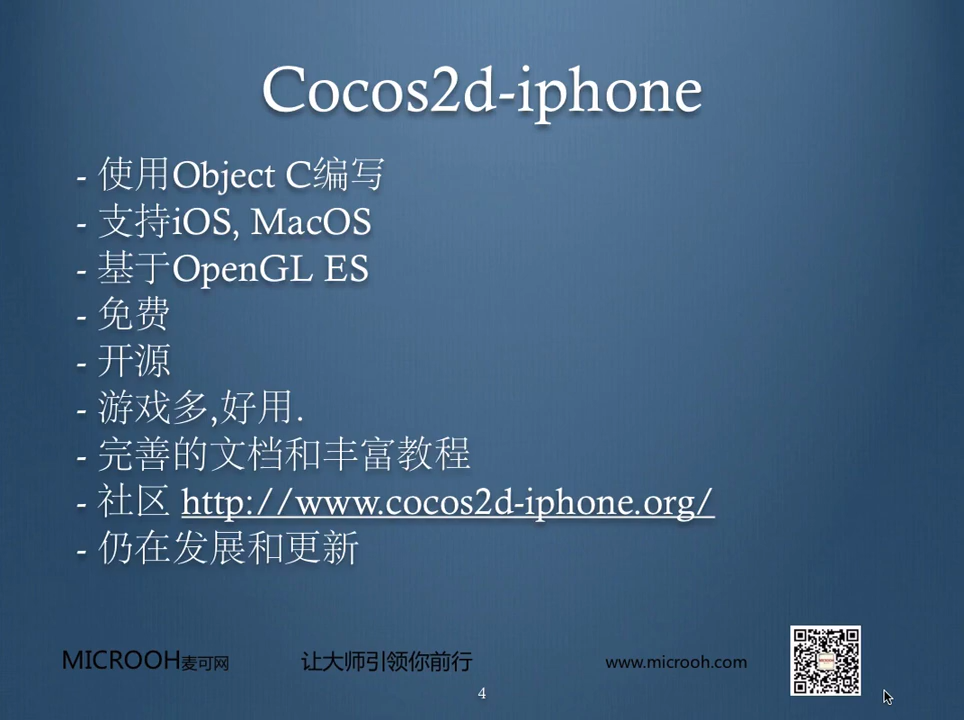 Cocos2d-iphone
- 使用Object C编写
- 支持iOS, MacOS
- 基于OpenGL ES
- 免费
- 开源
- 游戏多,好用.
- 完善的文档和丰富教程
- 社区 http://www.cocos2d-iphone.org/
- 仍在发展和更新
MICROOH麦可网 让大师引领你前行 www.microoh.com
4